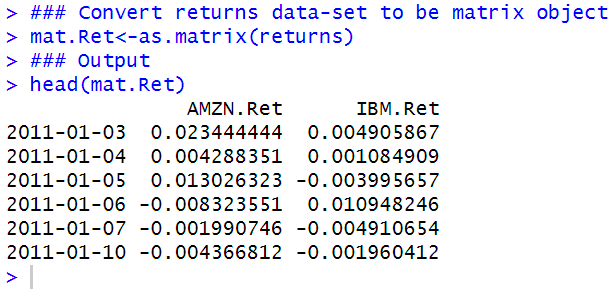 > ### Convert returns data-set to be matrix object
> mat.Ret<-as.matrix(returns)
> ### Output
> head(mat.Ret)
               AMZN.Ret      IBM.Ret
2011-01-03  0.023444444  0.004905867
2011-01-04  0.004288351  0.001084909
2011-01-05  0.013026323 -0.003995657
2011-01-06 -0.008323551  0.010948246
2011-01-07 -0.001990746 -0.004910654
2011-01-10 -0.004366812 -0.001960412
>